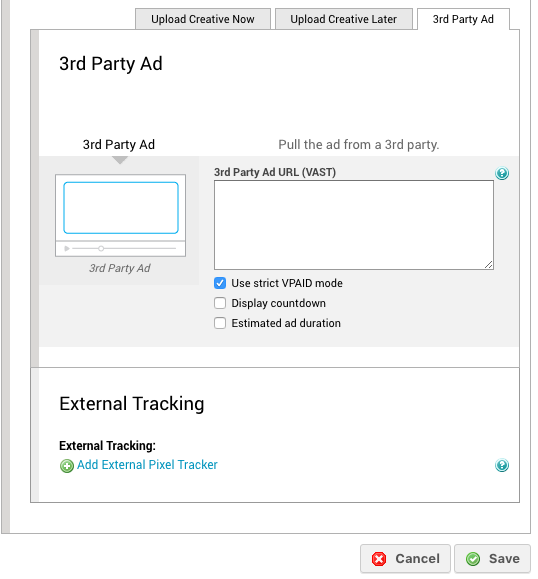 Upload Creative Now
Upload Creative Later
3rd Party Ad
3rd Party Ad
3rd Party Ad
Pull the ad from a 3rd party.
3rd Party Ad URL (VAST)
3rd Party Ad
Use strict VPAID mode
Display countdown
Estimated ad duration
External Tracking
External Tracking:
Add External Pixel Tracker
Cancel
Save